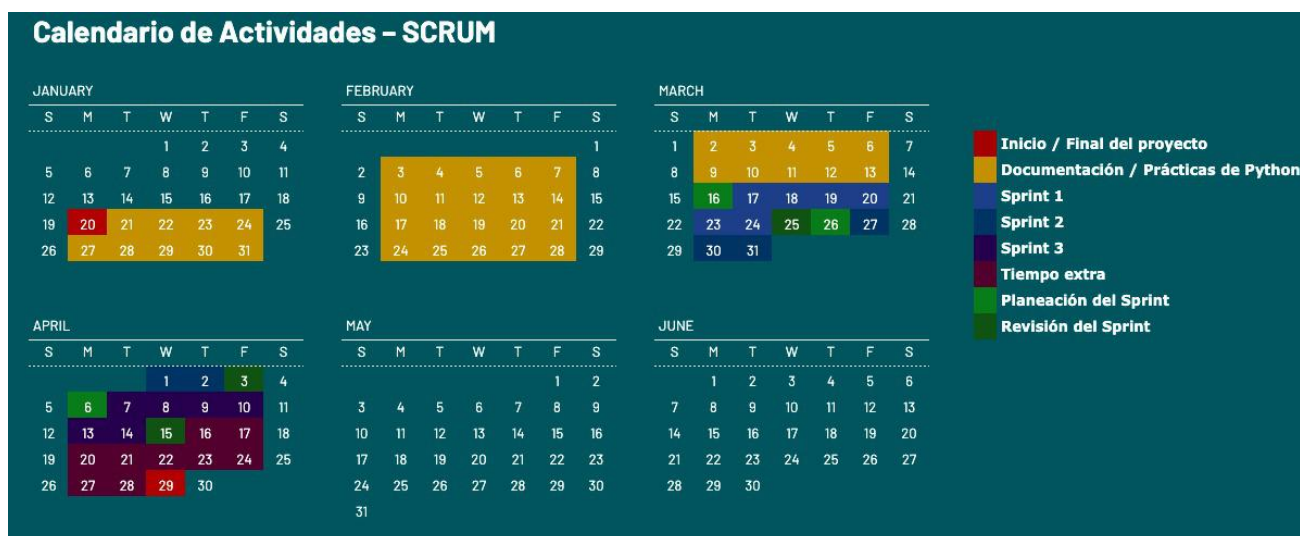 Calendario de Actividades – SCRUM
JANUARY
S M T W T F S
1 2 3 4
5 6 7 8 9 10 11
12 13 14 15 16 17 18
19 20 21 22 23 24 25
26 27 28 29 30 31
FEBRUARY
S M T W T F S
1
2 3 4 5 6 7 8
9 10 11 12 13 14 15
16 17 18 19 20 21 22
23 24 25 26 27 28 29
MARCH
S M T W T F S
1 2 3 4 5 6 7
8 9 10 11 12 13 14
15 16 17 18 19 20 21
22 23 24 25 26 27 28
29 30 31
Inicio / Final del proyecto
Documentación / Prácticas de Python
Sprint 1
Sprint 2
Sprint 3
Tiempo extra
Planeación del Sprint
Revisión del Sprint
APRIL
S M T W T F S
1 2 3 4
5 6 7 8 9 10 11
12 13 14 15 16 17 18
19 20 21 22 23 24 25
26 27 28 29 30
MAY
S M T W T F S
1 2
3 4 5 6 7 8 9
10 11 12 13 14 15 16
17 18 19 20 21 22 23
24 25 26 27 28 29 30
31
JUNE
S M T W T F S
1 2 3 4 5 6
7 8 9 10 11 12 13
14 15 16 17 18 19 20
21 22 23 24 25 26 27
28 29 30